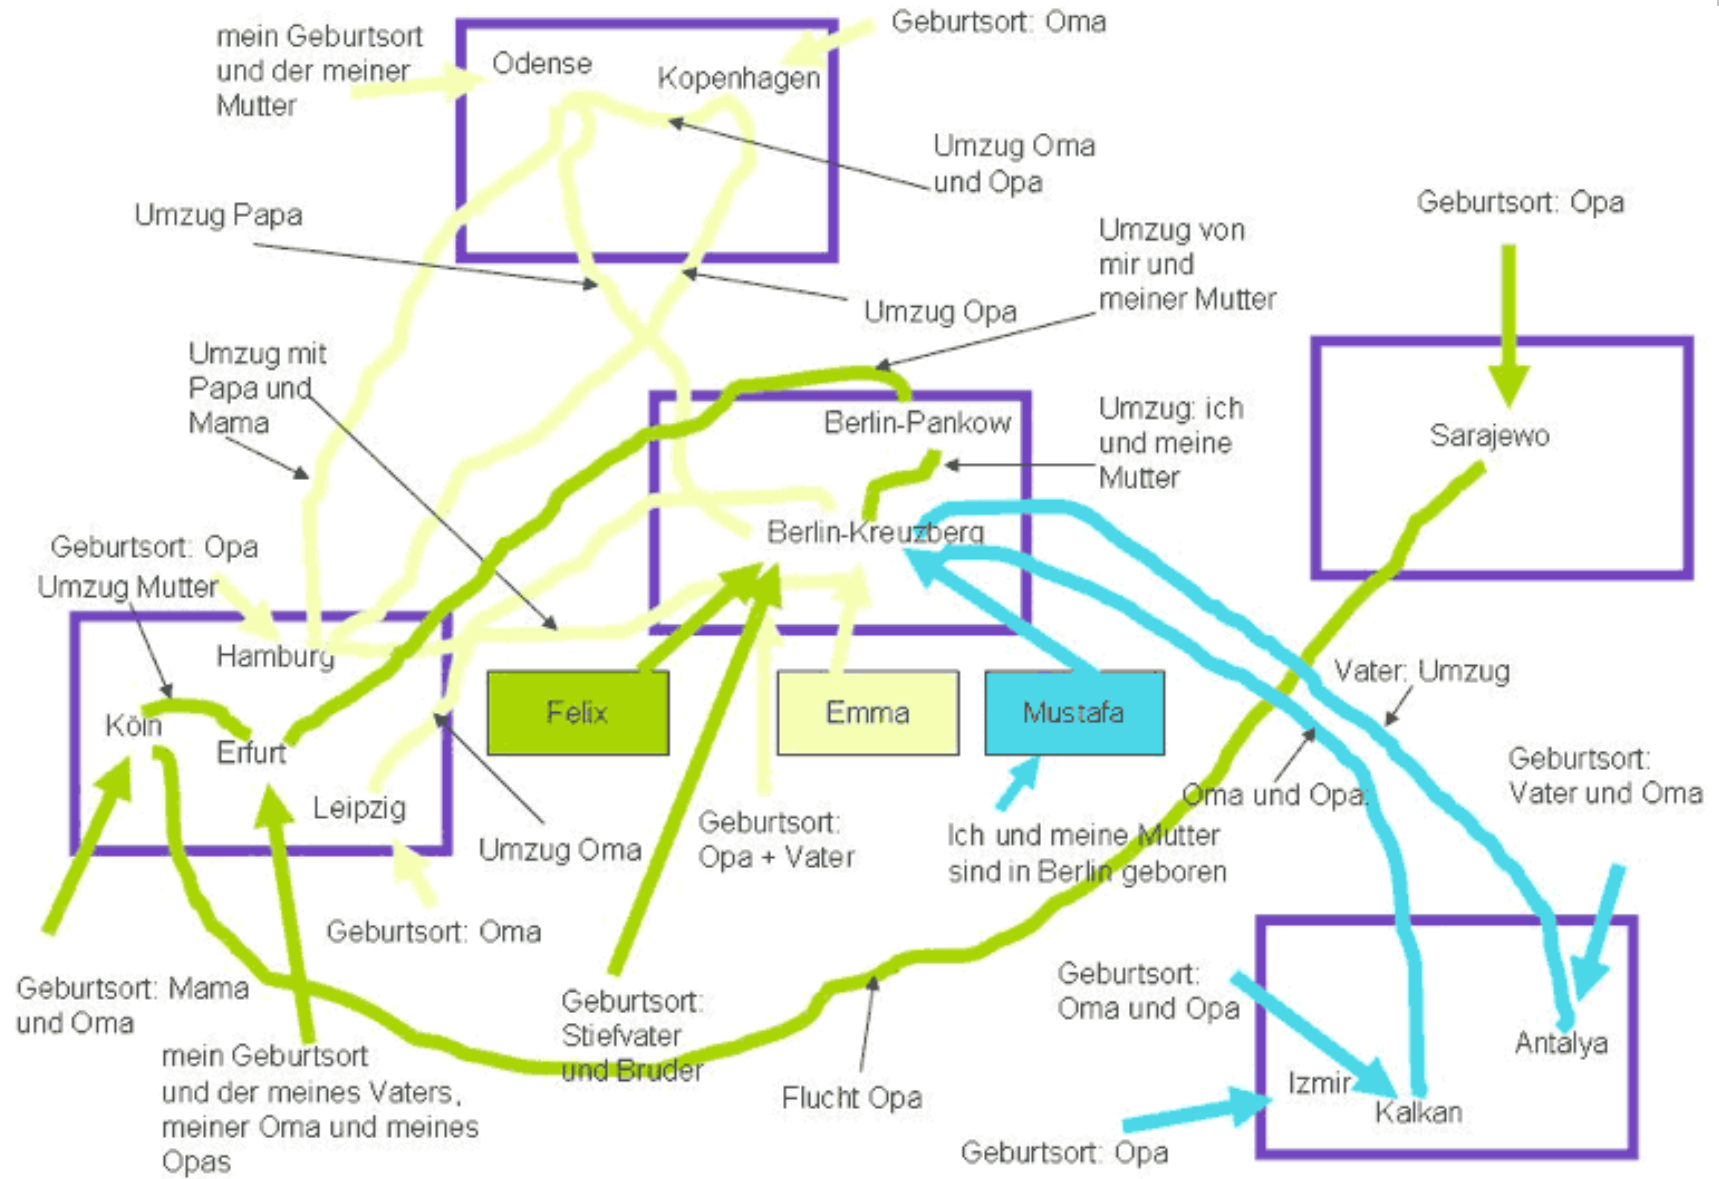 mein Geburtsort
und der meiner
Mutter
Odense
Kopenhagen
Geburtsort: Oma
Umzug Oma
und Opa
Umzug Papa
Umzug Opa
Umzug von
mir und
meiner Mutter
Geburtsort: Opa
Umzug mit
Papa und
Mama
Berlin-Pankow
Umzug: ich
und meine
Mutter
Sarajewo
Berlin-Kreuzberg
Geburtsort: Opa
Umzug Mutter
Hamburg
Köln
Erfurt
Leipzig
Felix
Emma
Mustafa
Vater: Umzug
Oma und Opa:
Geburtsort:
Vater und Oma
Umzug Oma
Geburtsort:
Opa + Vater
Ich und meine Mutter
sind in Berlin geboren
Geburtsort: Oma
Geburtsort: Mama
und Oma
mein Geburtsort
und der meines Vaters,
meiner Oma und meines
Opas
Geburtsort:
Stiefvater
und Bruder
Flucht Opa
Geburtsort:
Oma und Opa
Antalya
Izmir
Kalkan
Geburtsort: Opa